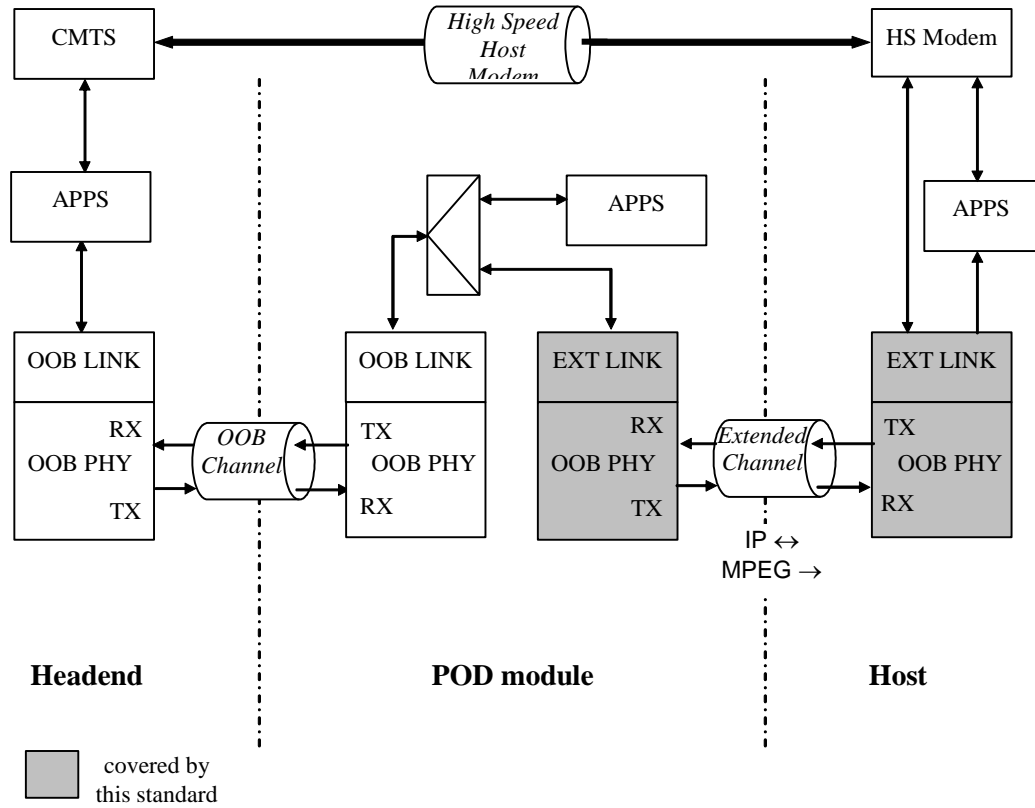 CMTS
High Speed
Host
Modem
HS Modem
APPS
APPS
APPS
OOB LINK
OOB LINK
EXT LINK
EXT LINK
RX
OOB PHY
TX
OOB
Channel
TX
OOB PHY
RX
RX
OOB PHY
TX
Extended
Channel
TX
OOB PHY
RX
IP ↔
MPEG →
Headend
POD module
Host
covered by
this standard